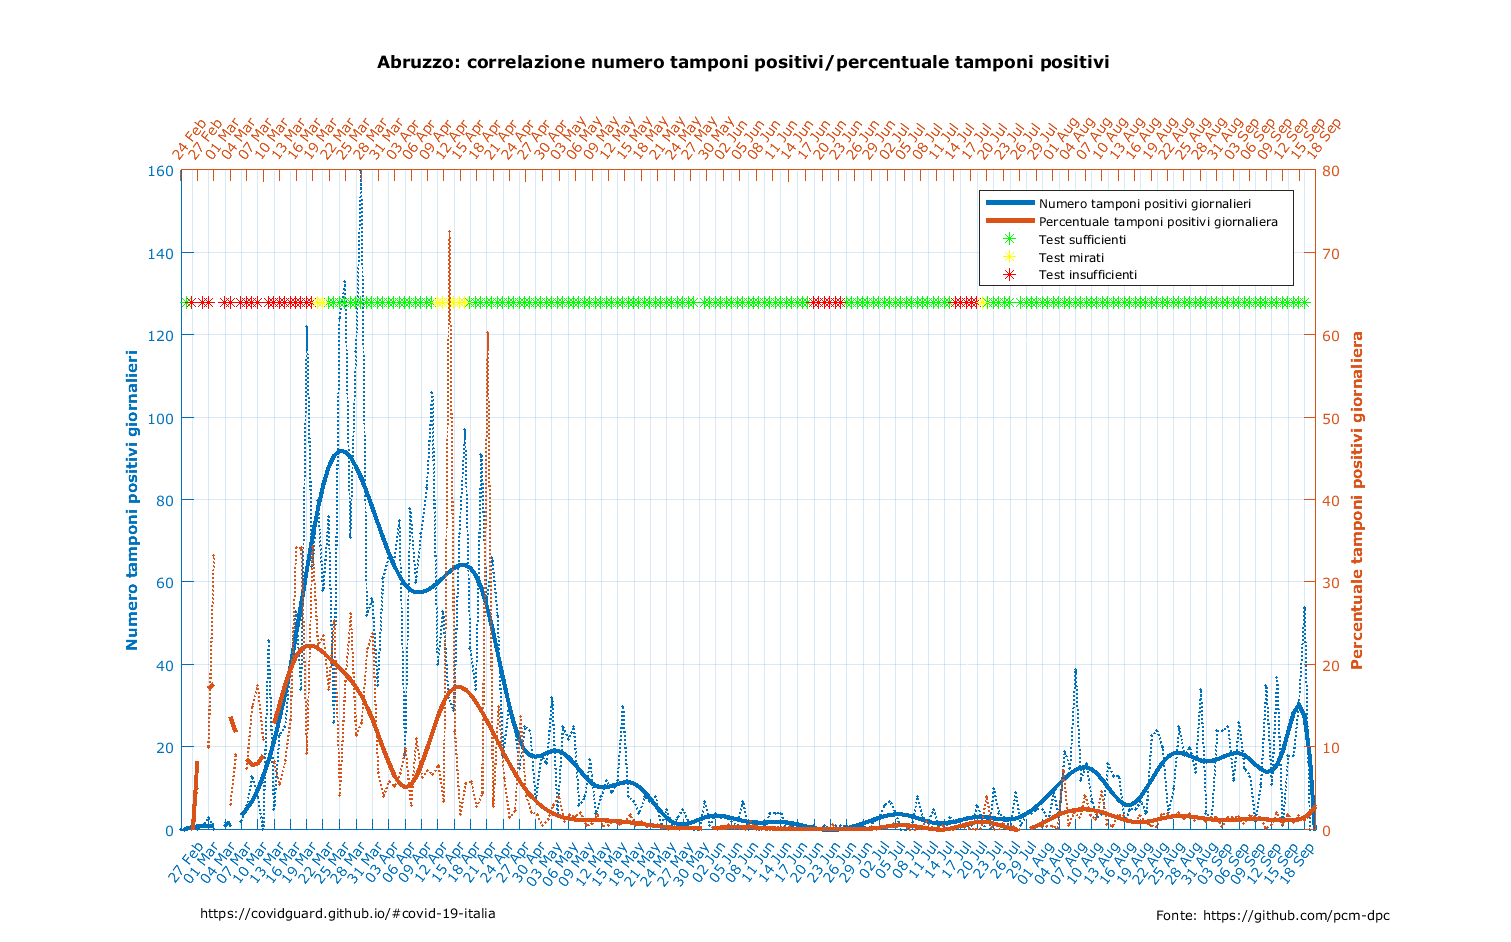 Abruzzo: correlazione numero tamponi positivi/percentuale tamponi positivi
24 Feb 27 Feb 01 Mar 04 Mar 07 Mar 10 Mar 13 Mar 16 Mar 19 Mar 22 Mar 25 Mar 28 Mar 31 Mar 03 Apr 06 Apr 09 Apr 12 Apr 15 Apr 18 Apr 21 Apr 24 Apr 27 Apr 30 Apr 03 May 06 May 09 May 12 May 15 May 18 May 21 May 24 May 27 May 30 May 02 Jun 05 Jun 08 Jun 11 Jun 14 Jun 17 Jun 20 Jun 23 Jun 26 Jun 29 Jun 02 Jul 05 Jul 08 Jul 11 Jul 14 Jul 17 Jul 20 Jul 23 Jul 26 Jul 29 Jul 01 Aug 04 Aug 07 Aug 10 Aug 13 Aug 16 Aug 19 Aug 22 Aug 25 Aug 28 Aug 31 Aug 03 Sep 06 Sep 09 Sep 12 Sep 15 Sep 18 Sep
Numero tamponi positivi giornalieri
160
140
120
100
80
60
40
20
0
Numero tamponi positivi giornalieri
Percentuale tamponi positivi giornaliera
Test sufficienti
Test mirati
Test insufficienti
80
70
60
50
40
30
20
10
0
Percentuale tamponi positivi giornaliera
27 Feb 01 Mar 04 Mar 07 Mar 10 Mar 13 Mar 16 Mar 19 Mar 22 Mar 25 Mar 28 Mar 31 Mar 03 Apr 06 Apr 09 Apr 12 Apr 15 Apr 18 Apr 21 Apr 24 Apr 27 Apr 30 Apr 03 May 06 May 09 May 12 May 15 May 18 May 21 May 24 May 27 May 30 May 02 Jun 05 Jun 08 Jun 11 Jun 14 Jun 17 Jun 20 Jun 23 Jun 26 Jun 29 Jun 02 Jul 05 Jul 08 Jul 11 Jul 14 Jul 17 Jul 20 Jul 23 Jul 26 Jul 29 Jul 01 Aug 04 Aug 07 Aug 10 Aug 13 Aug 16 Aug 19 Aug 22 Aug 25 Aug 28 Aug 31 Aug 03 Sep 06 Sep 09 Sep 12 Sep 15 Sep 18 Sep
https://covidguard.github.io/#covid-19-italia
Fonte: https://github.com/pcm-dpc